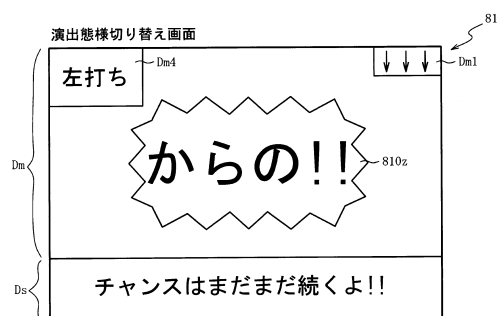 演出態様切り替え画面
81
左打ち
Dm4
Dm1
Dm
からの!!
810z
Ds
チャンスはまだまだ続くよ!!